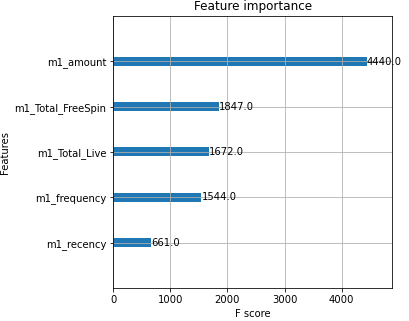 Feature importance
m1_amount
4440.0
m1_Total_FreeSpin
1847.0
m1_Total_Live
1672.0
m1_frequency
1544.0
m1_recency
661.0
Features
0 1000 2000 3000 4000
F score